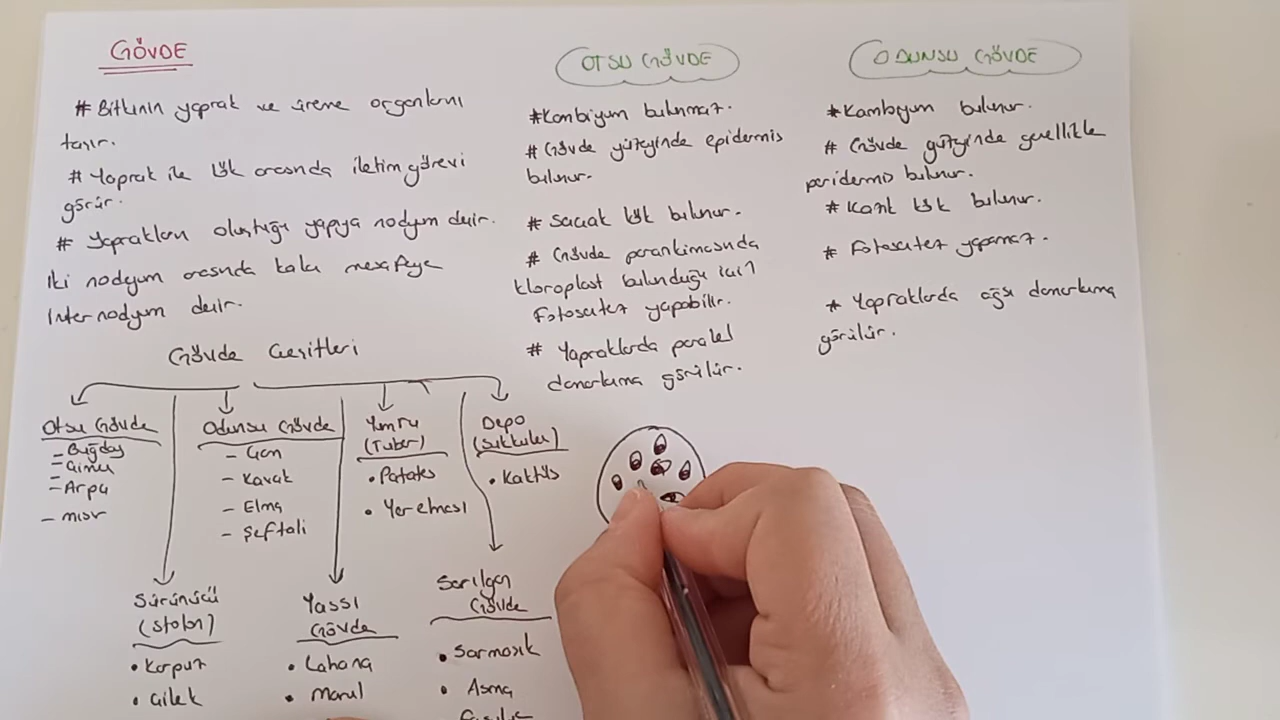 GÖVDE
# Bitkinin yaprak ve üreme organlarını
taşır.
# Yaprak ile kök arasında iletim görevi
görür.
# Yaprakların oluştuğu yapıya nodyum denir.
İki nodyum arasında kalan mesafeye
internodyum denir.
Gövde Çeşitleri
Otsu Gövde
- Buğday
- Çimen
- Arpa
- mısır
Odunsu Gövde
- Çam
- Kavak
- Elma
- Şeftali
Yumru
(Tuber)
• Patates
• Yer elması
Depo
(Sukkulent)
• Kaktüs
Sürünücü
(Stolon)
• Karpuz
• Çilek
Yassı
Gövde
• Lahana
• Marul
Sarılgan
Gövde
• Sarmaşık
• Asma
OTSU GÖVDE
* Kambiyum bulunmaz.
# Gövde yüzeyinde epidermis
bulunur.
* Saçak kök bulunur.
# Gövde parankimasında
kloroplast bulunduğu için
fotosentez yapabilir.
# Yapraklarda paralel
damarlanma görülür.
ODUNSU GÖVDE
* Kambiyum bulunur.
# Gövde yüzeyinde genellikle
peridermis bulunur.
* Kazık kök bulunur.
* Fotosentez yapamaz.
* Yapraklarda ağsı damarlanma
görülür.